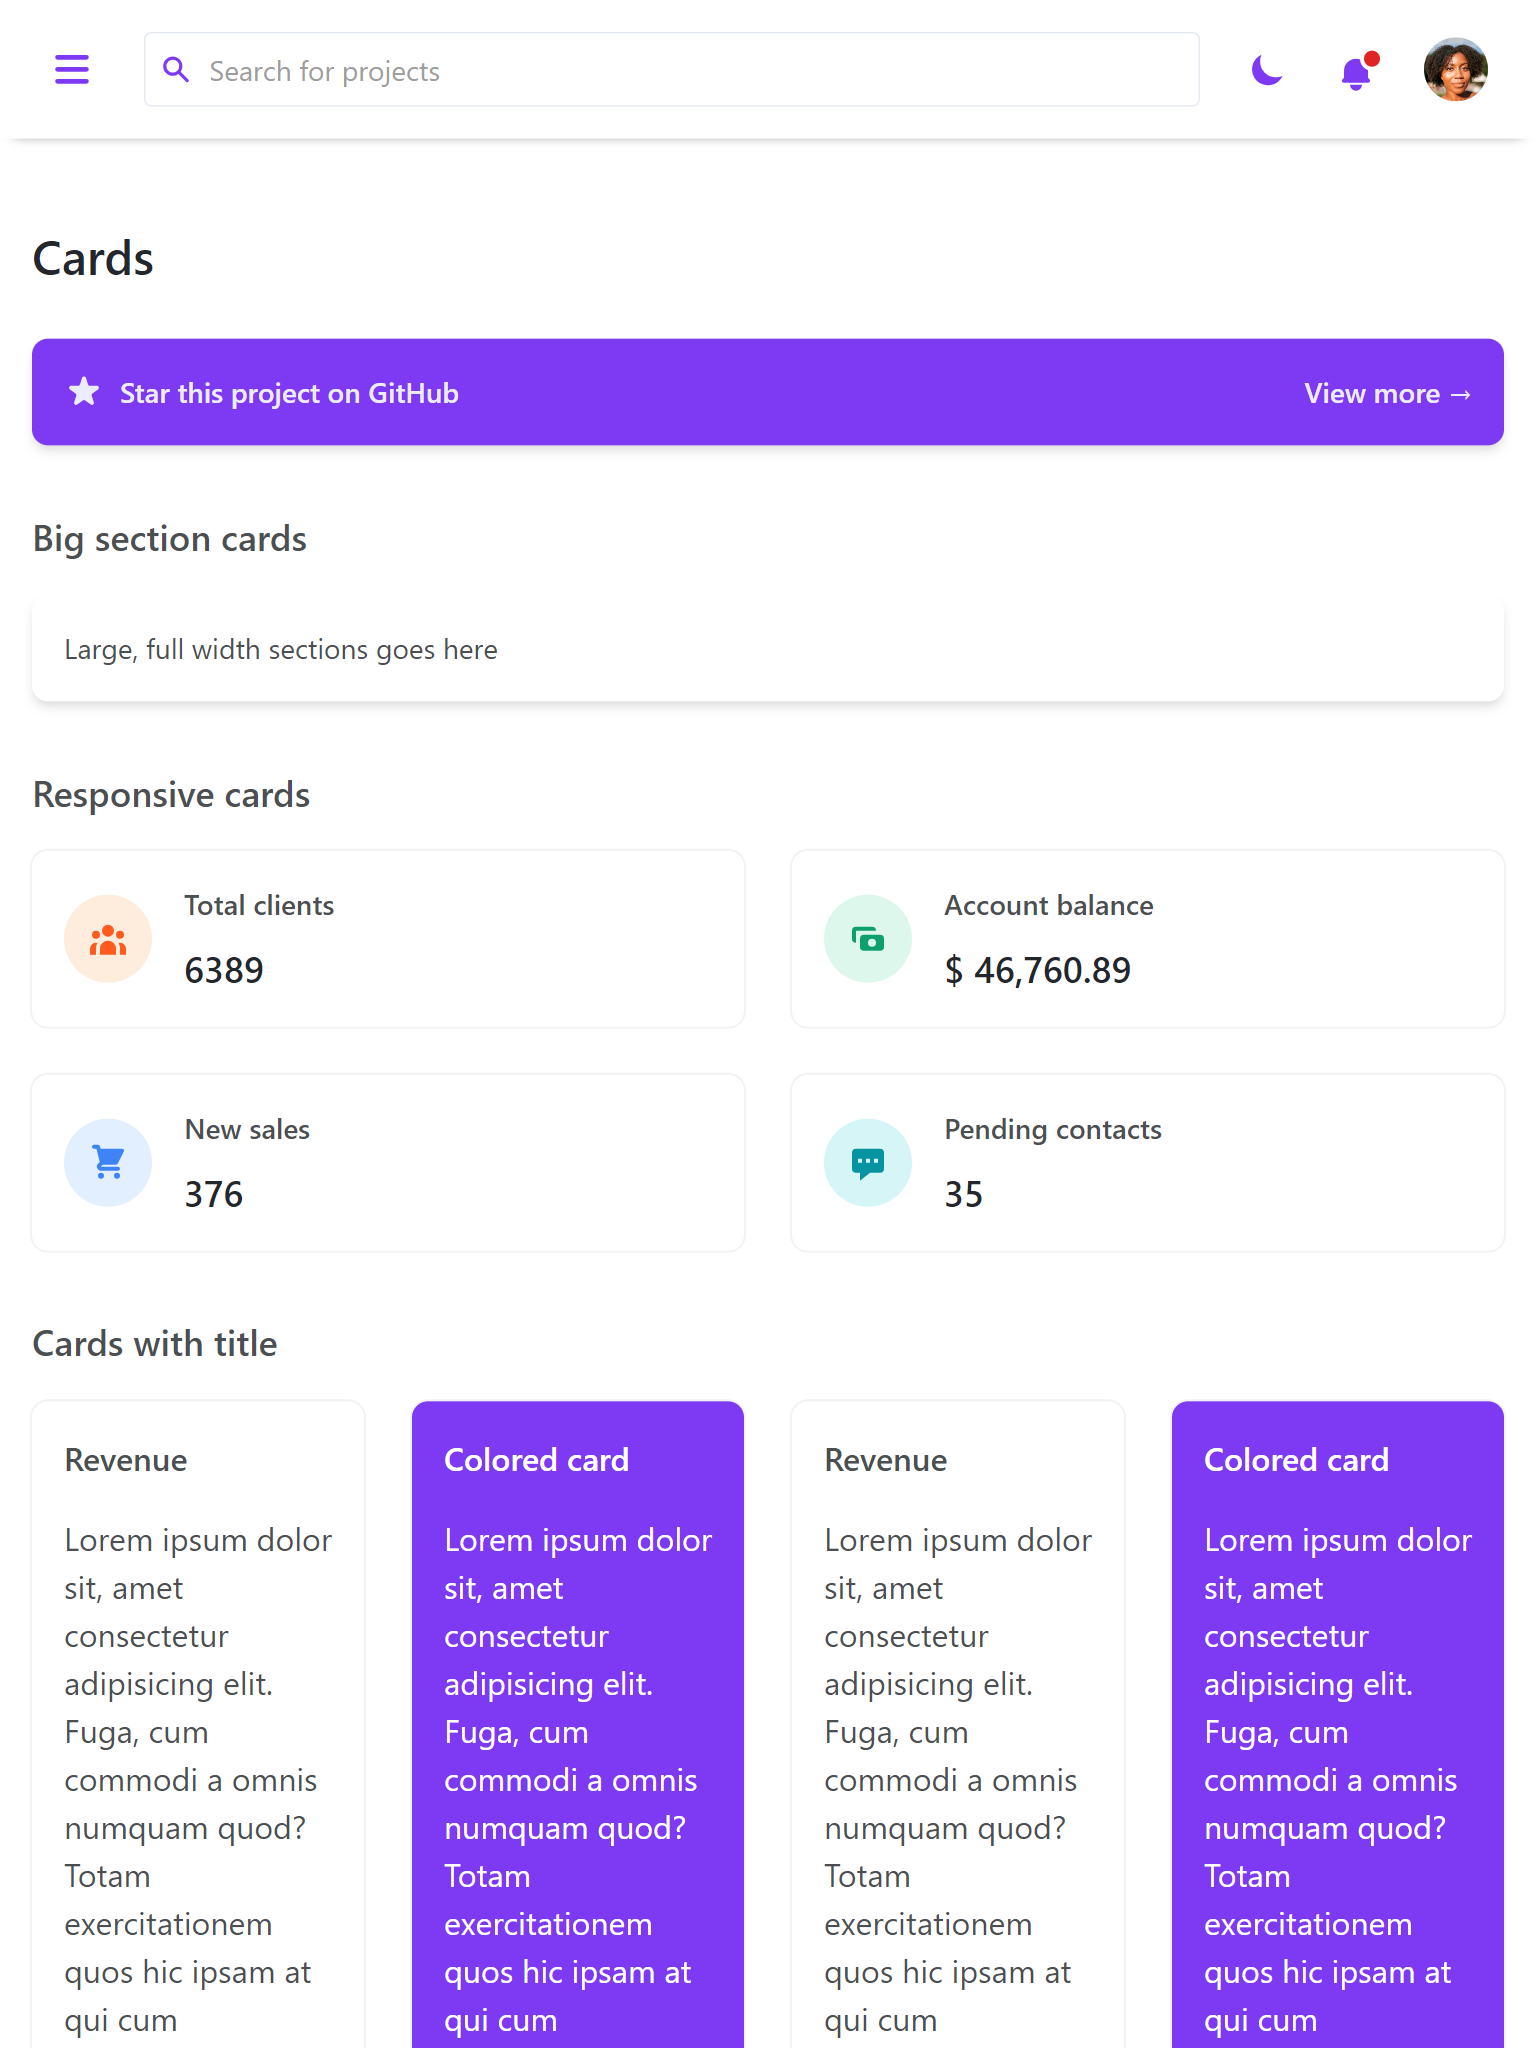 Search for projects
Cards
Star this project on GitHub
View more →
Big section cards
Large, full width sections goes here
Responsive cards
Total clients
6389
Account balance
$ 46,760.89
New sales
376
Pending contacts
35
Cards with title
Revenue
Lorem ipsum dolor
sit, amet
consectetur
adipisicing elit.
Fuga, cum
commodi a omnis
numquam quod?
Totam
exercitationem
quos hic ipsam at
qui cum
Colored card
Lorem ipsum dolor
sit, amet
consectetur
adipisicing elit.
Fuga, cum
commodi a omnis
numquam quod?
Totam
exercitationem
quos hic ipsam at
qui cum
Revenue
Lorem ipsum dolor
sit, amet
consectetur
adipisicing elit.
Fuga, cum
commodi a omnis
numquam quod?
Totam
exercitationem
quos hic ipsam at
qui cum
Colored card
Lorem ipsum dolor
sit, amet
consectetur
adipisicing elit.
Fuga, cum
commodi a omnis
numquam quod?
Totam
exercitationem
quos hic ipsam at
qui cum